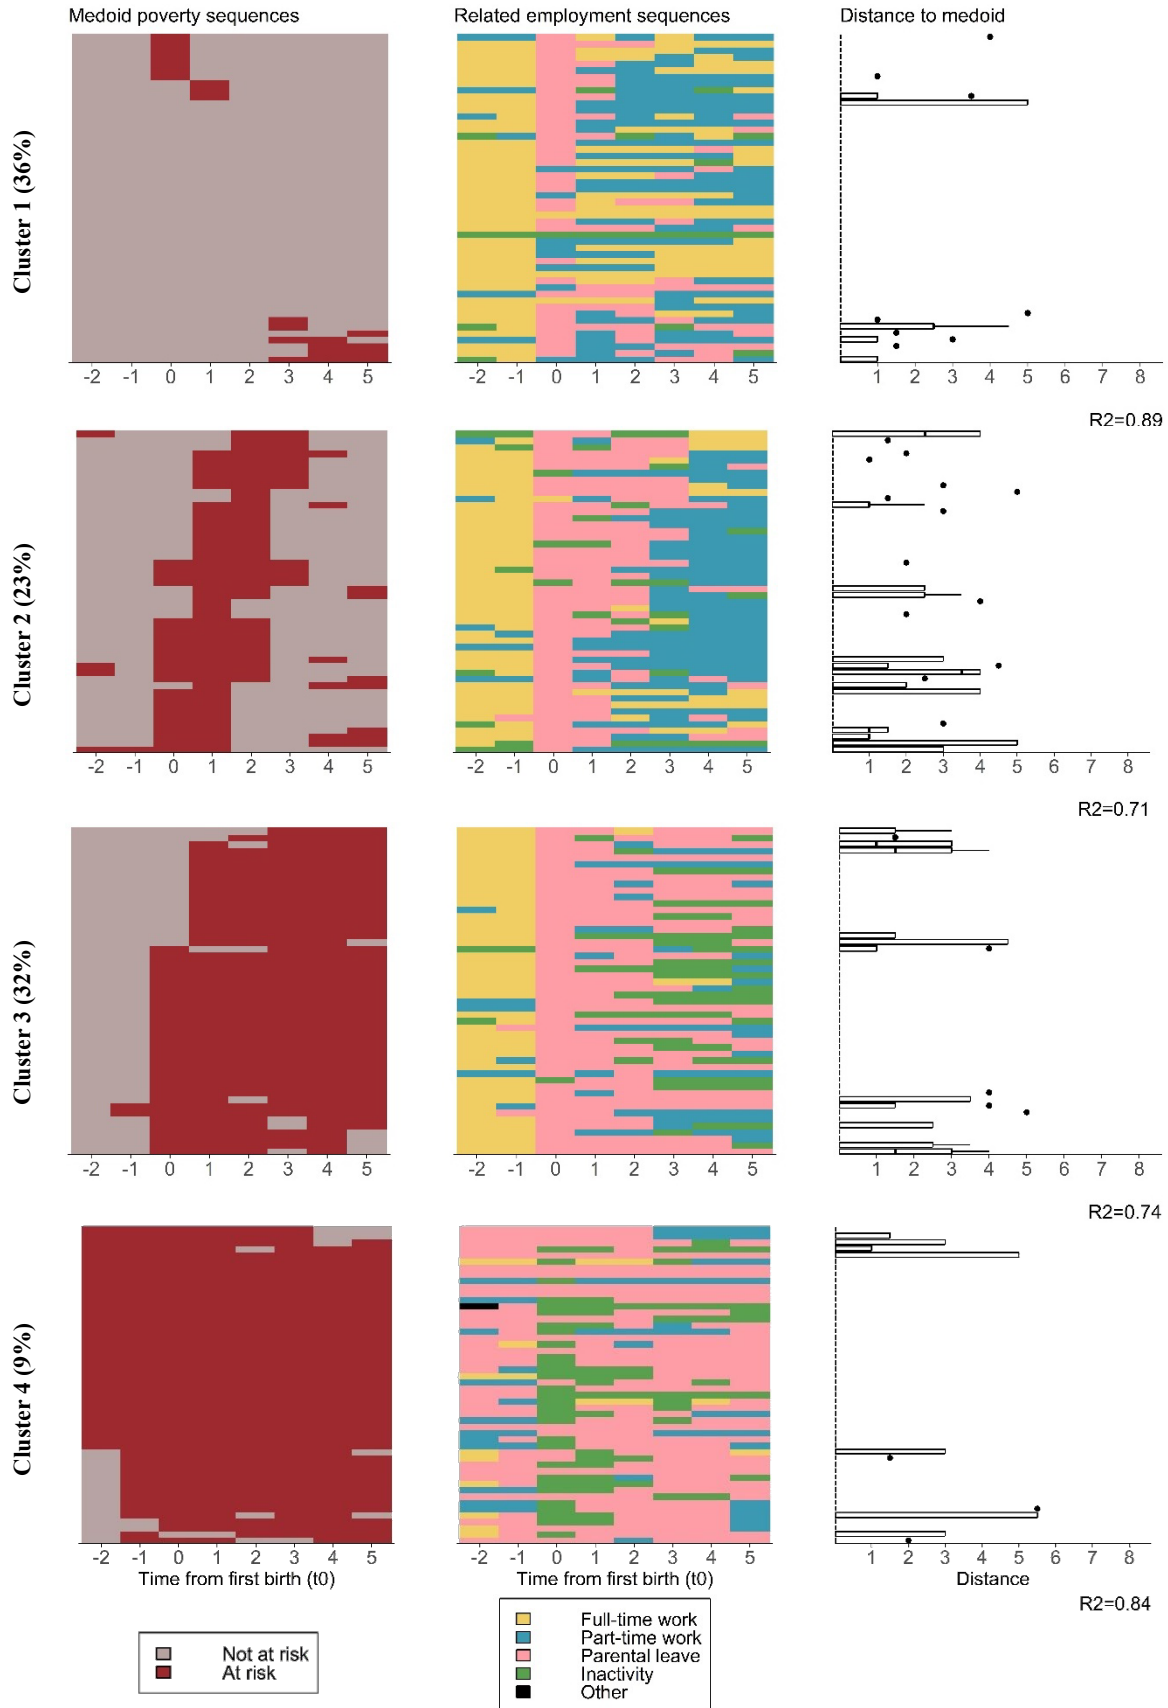 Medoid poverty sequences
Related employment sequences
Distance to medoid
Cluster 1 (36%)
-2 -1 0 1 2 3 4 5
-2 -1 0 1 2 3 4 5
1 2 3 4 5 6 7 8
R2=0.89
Cluster 2 (23%)
-2 -1 0 1 2 3 4 5
-2 -1 0 1 2 3 4 5
1 2 3 4 5 6 7 8
R2=0.71
Cluster 3 (32%)
-2 -1 0 1 2 3 4 5
-2 -1 0 1 2 3 4 5
1 2 3 4 5 6 7 8
R2=0.74
Cluster 4 (9%)
-2 -1 0 1 2 3 4 5
Time from first birth (t0)
-2 -1 0 1 2 3 4 5
Time from first birth (t0)
1 2 3 4 5 6 7 8
Distance
R2=0.84
Not at risk
At risk
Full-time work
Part-time work
Parental leave
Inactivity
Other